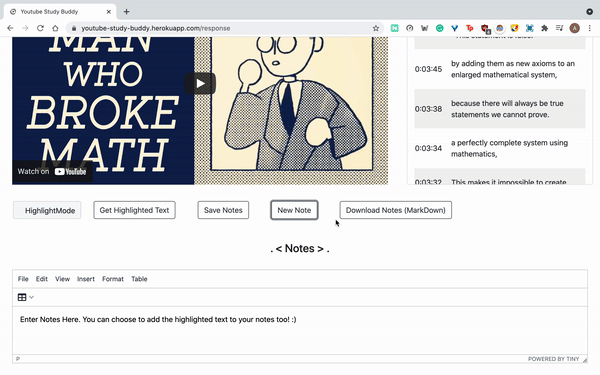 Youtube Study Buddy
youtube-study-buddy.herokuapp.com/response
MAN
WHO
BROKE
MATH
Watch on YouTube
0:03:45 by adding them as new axioms to an
enlarged mathematical system,
0:03:38 because there will always be true
statements we cannot prove.
0:03:34 a perfectly complete system using
mathematics,
0:03:32 This makes it impossible to create
HighlightMode Get Highlighted Text Save Notes New Note Download Notes (MarkDown)
. < Notes > .
File Edit View Insert Format Table
Enter Notes Here. You can choose to add the highlighted text to your notes too! :)
P POWERED BY TINY